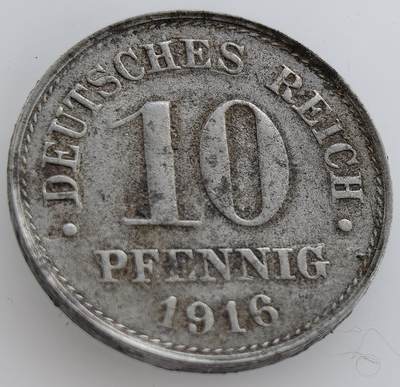 • DEUTSCHES REICH •
10
PFENNIG
1916